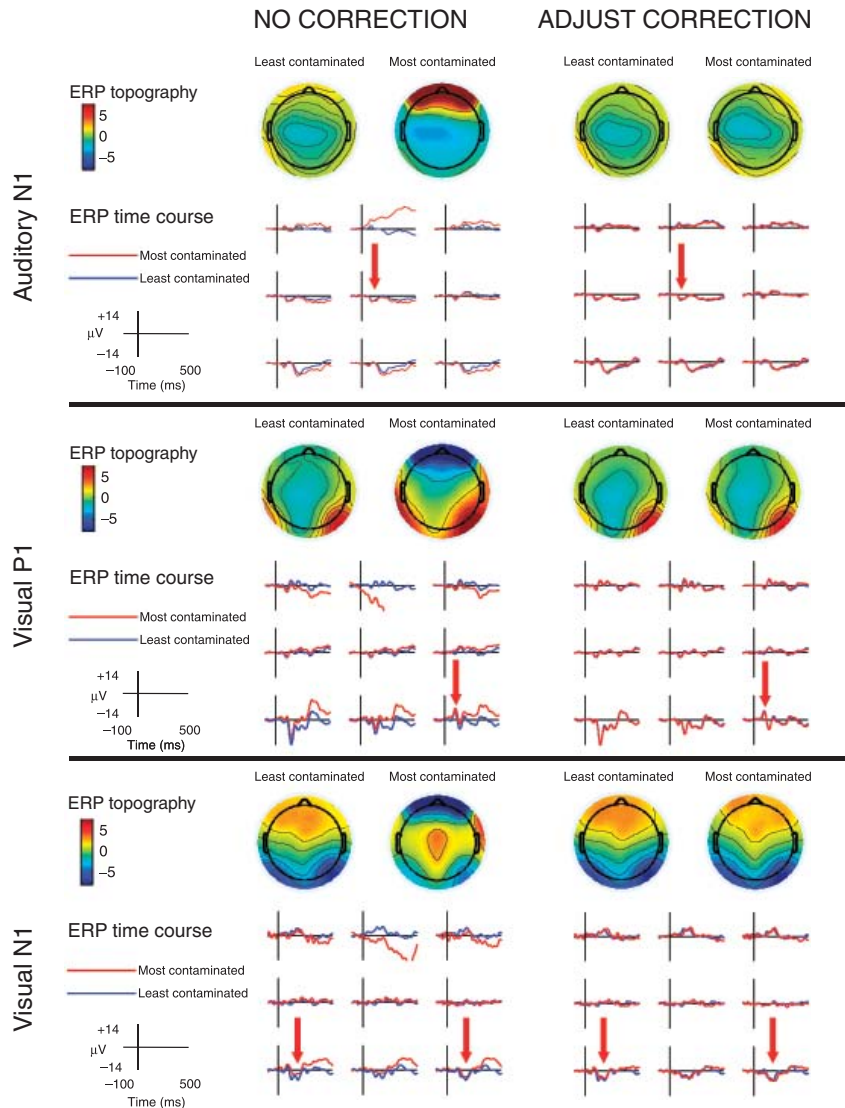 NO CORRECTION ADJUST CORRECTION
Auditory N1
Least contaminated Most contaminated Least contaminated Most contaminated
ERP topography
5
0
−5
ERP time course
Most contaminated
Least contaminated
+14
μV
−14
−100 500
Time (ms)
Visual P1
Least contaminated Most contaminated Least contaminated Most contaminated
ERP topography
5
0
−5
ERP time course
Most contaminated
Least contaminated
+14
μV
−14
−100 500
Time (ms)
Visual N1
Least contaminated Most contaminated Least contaminated Most contaminated
ERP topography
5
0
−5
ERP time course
Most contaminated
Least contaminated
+14
μV
−14
−100 500
Time (ms)